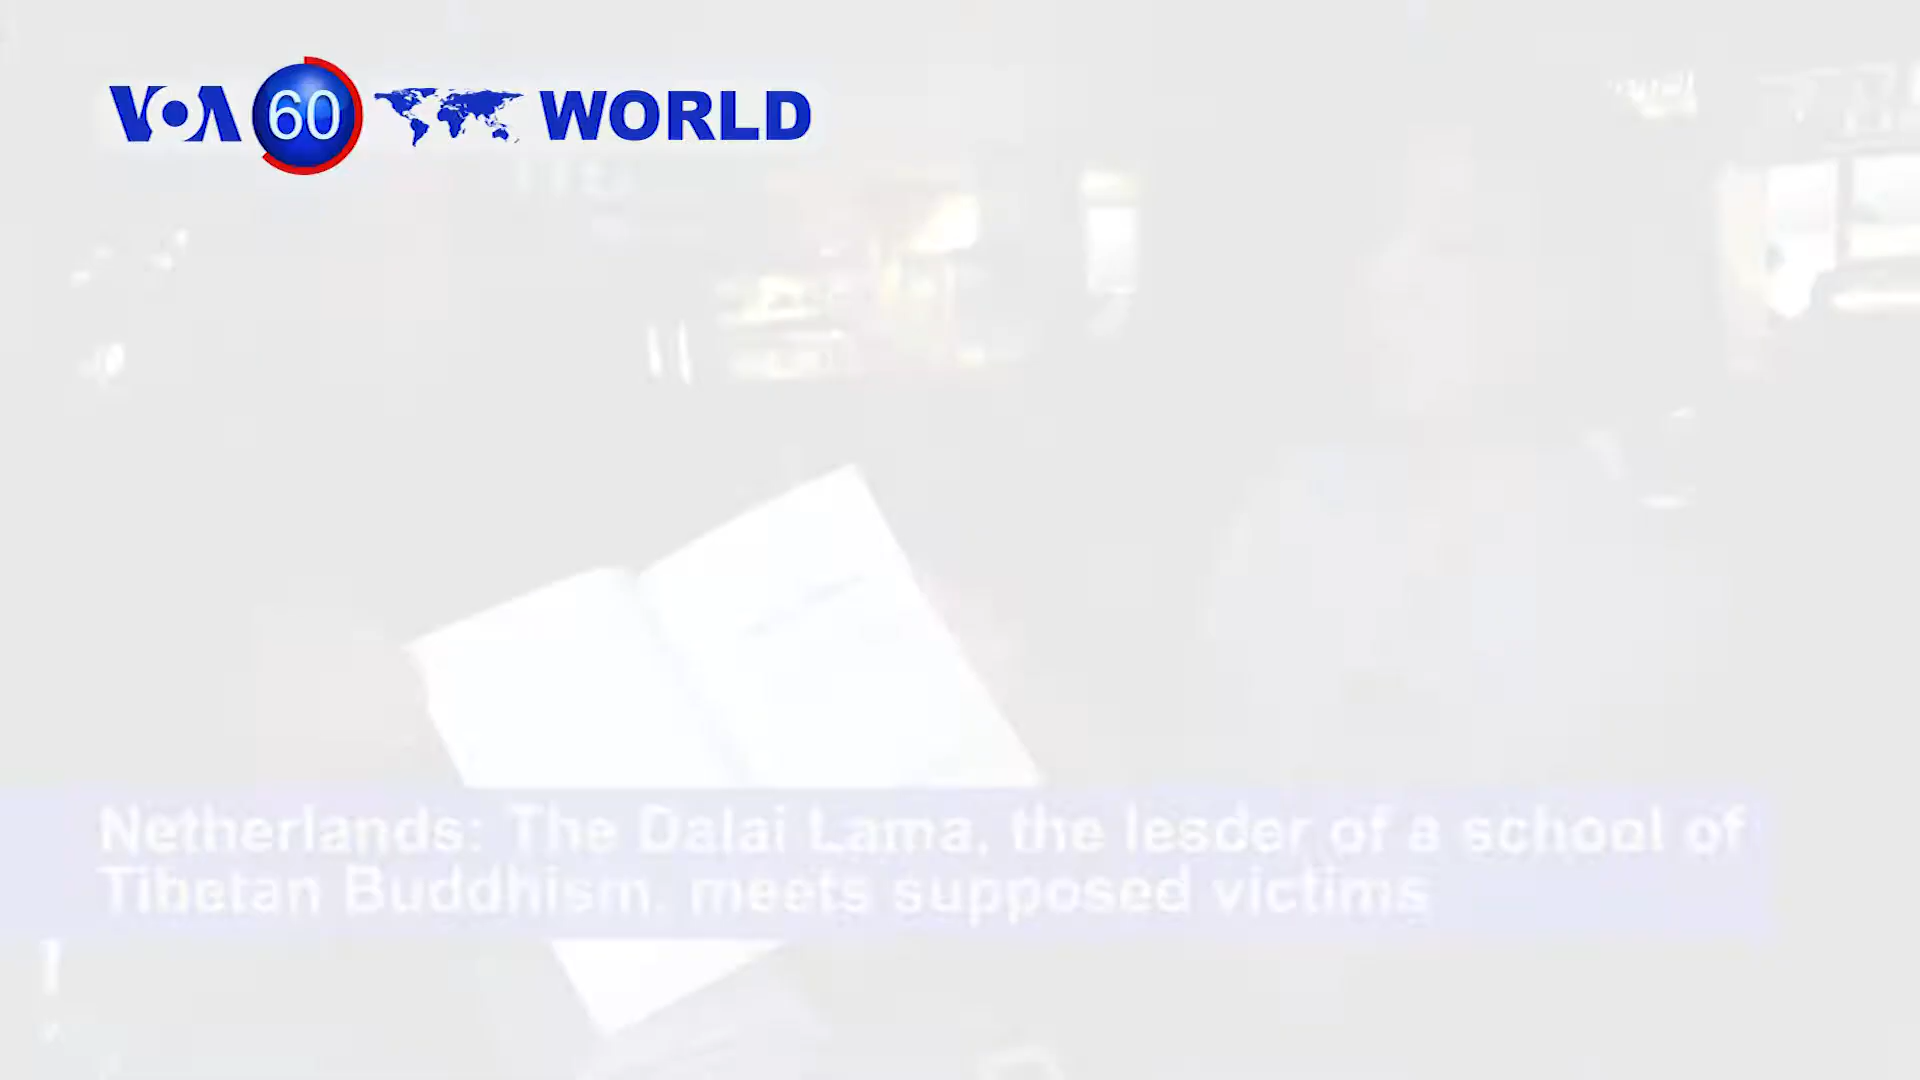 VOA 60 WORLD
Netherlands: The Dalai Lama, the lesder of a school of
Tibetan Buddhism, meets supposed victims